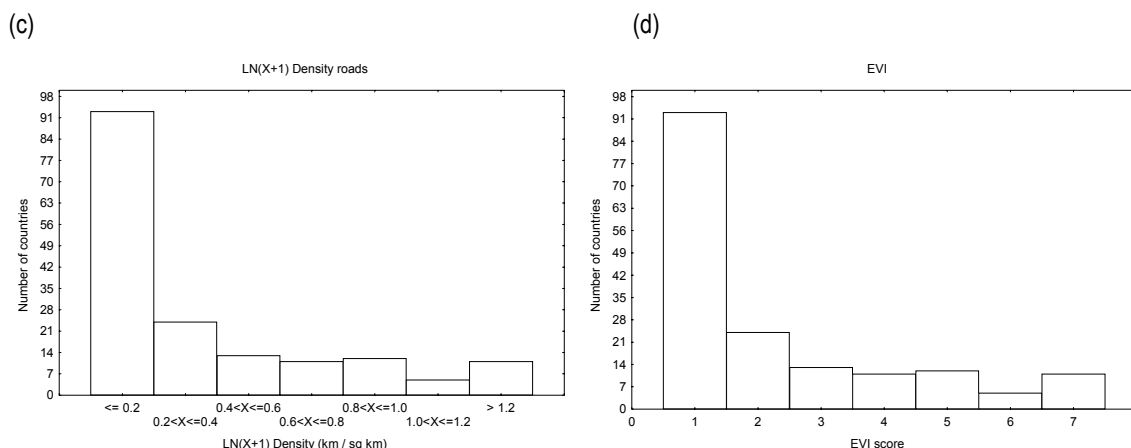 (c)
(d)
LN(X+1) Density roads
Number of countries
98
91
84
77
70
63
56
49
42
35
28
21
14
7
0
<= 0.2
0.2<X<=0.4
0.4<X<=0.6
0.6<X<=0.8
0.8<X<=1.0
1.0<X<=1.2
> 1.2
LN(X+1) Density (km / sq km)
EVI
Number of countries
98
91
84
77
70
63
56
49
42
35
28
21
14
7
0
0 1 2 3 4 5 6 7
EVI score